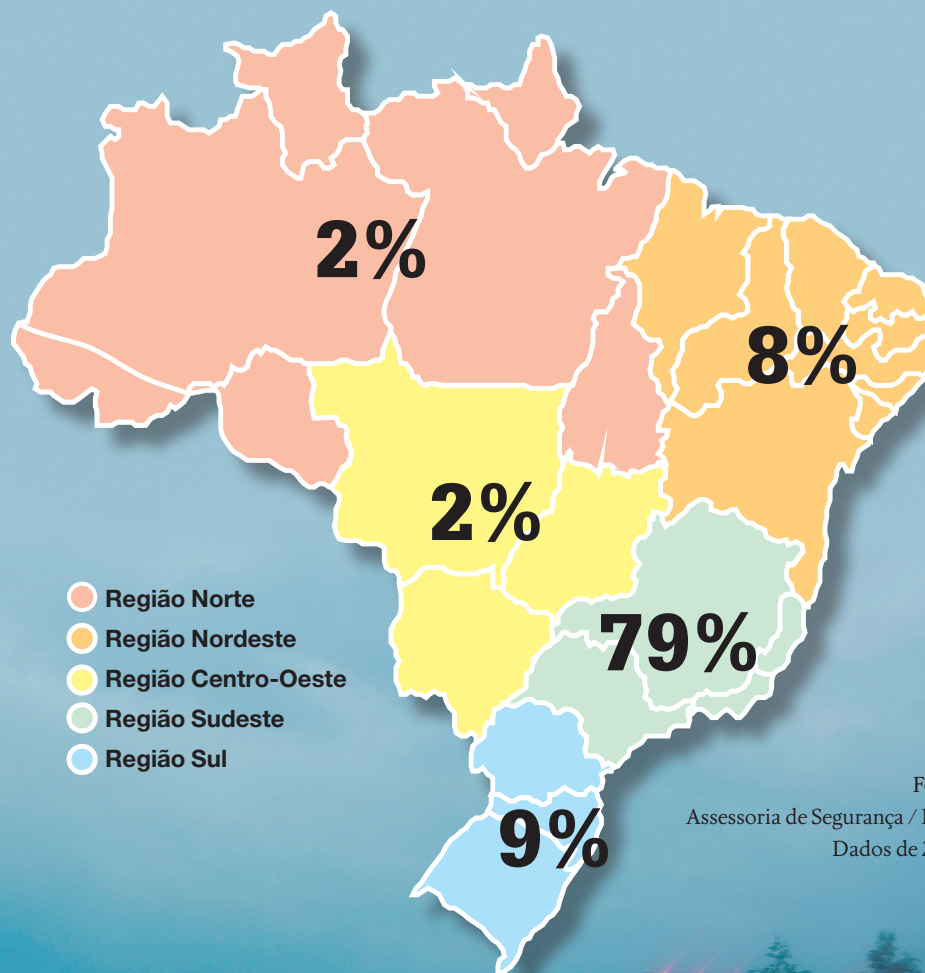 2%
8%
2%
79%
9%
Região Norte
Região Nordeste
Região Centro-Oeste
Região Sudeste
Região Sul
Assessoria de Segurança /
Dados de